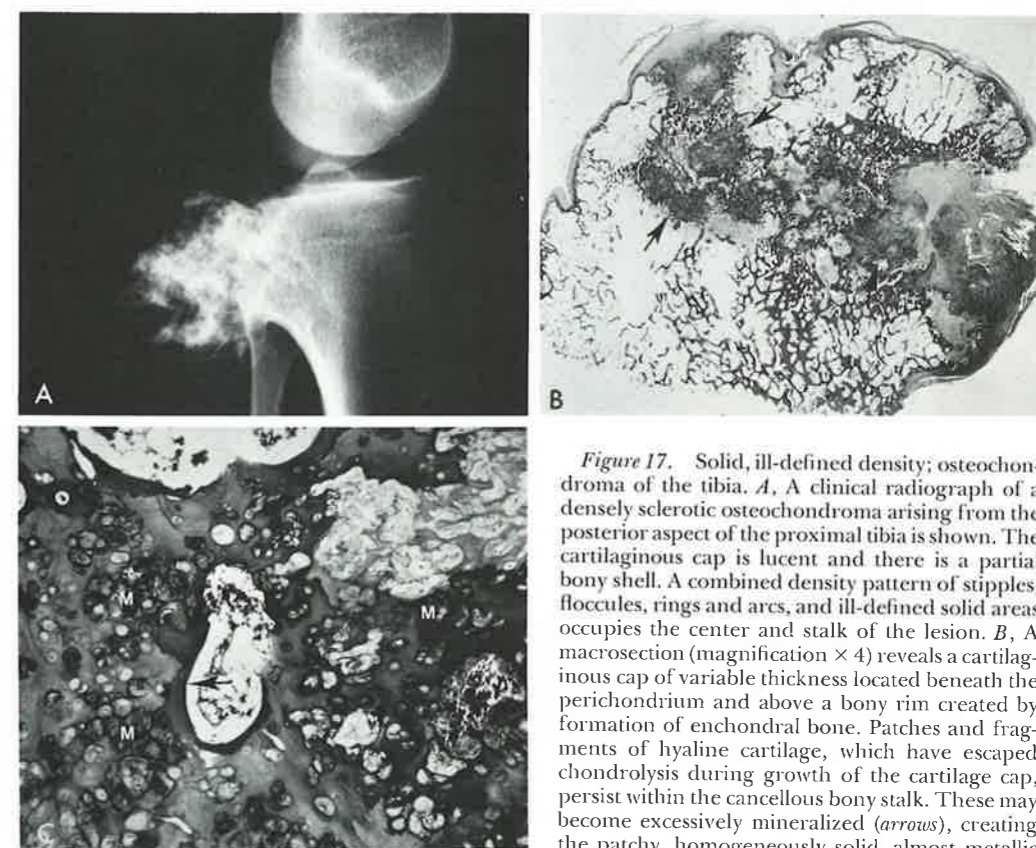 A
B
C
M
M
M
Figure 17. Solid, ill-defined density; osteochon-
droma of the tibia. A, A clinical radiograph of a
densely sclerotic osteochondroma arising from the
posterior aspect of the proximal tibia is shown. The
cartilaginous cap is lucent and there is a partial
bony shell. A combined density pattern of stipples,
floccules, rings and arcs, and ill-defined solid areas
occupies the center and stalk of the lesion. B, A
macrosection (magnification × 4) reveals a cartilag-
inous cap of variable thickness located beneath the
perichondrium and above a bony rim created by
formation of enchondral bone. Patches and frag-
ments of hyaline cartilage, which have escaped
chondrolysis during growth of the cartilage cap,
persist within the cancellous bony stalk. These may
become excessively mineralized (arrows), creating
the patchy, homogeneously solid, almost metallic